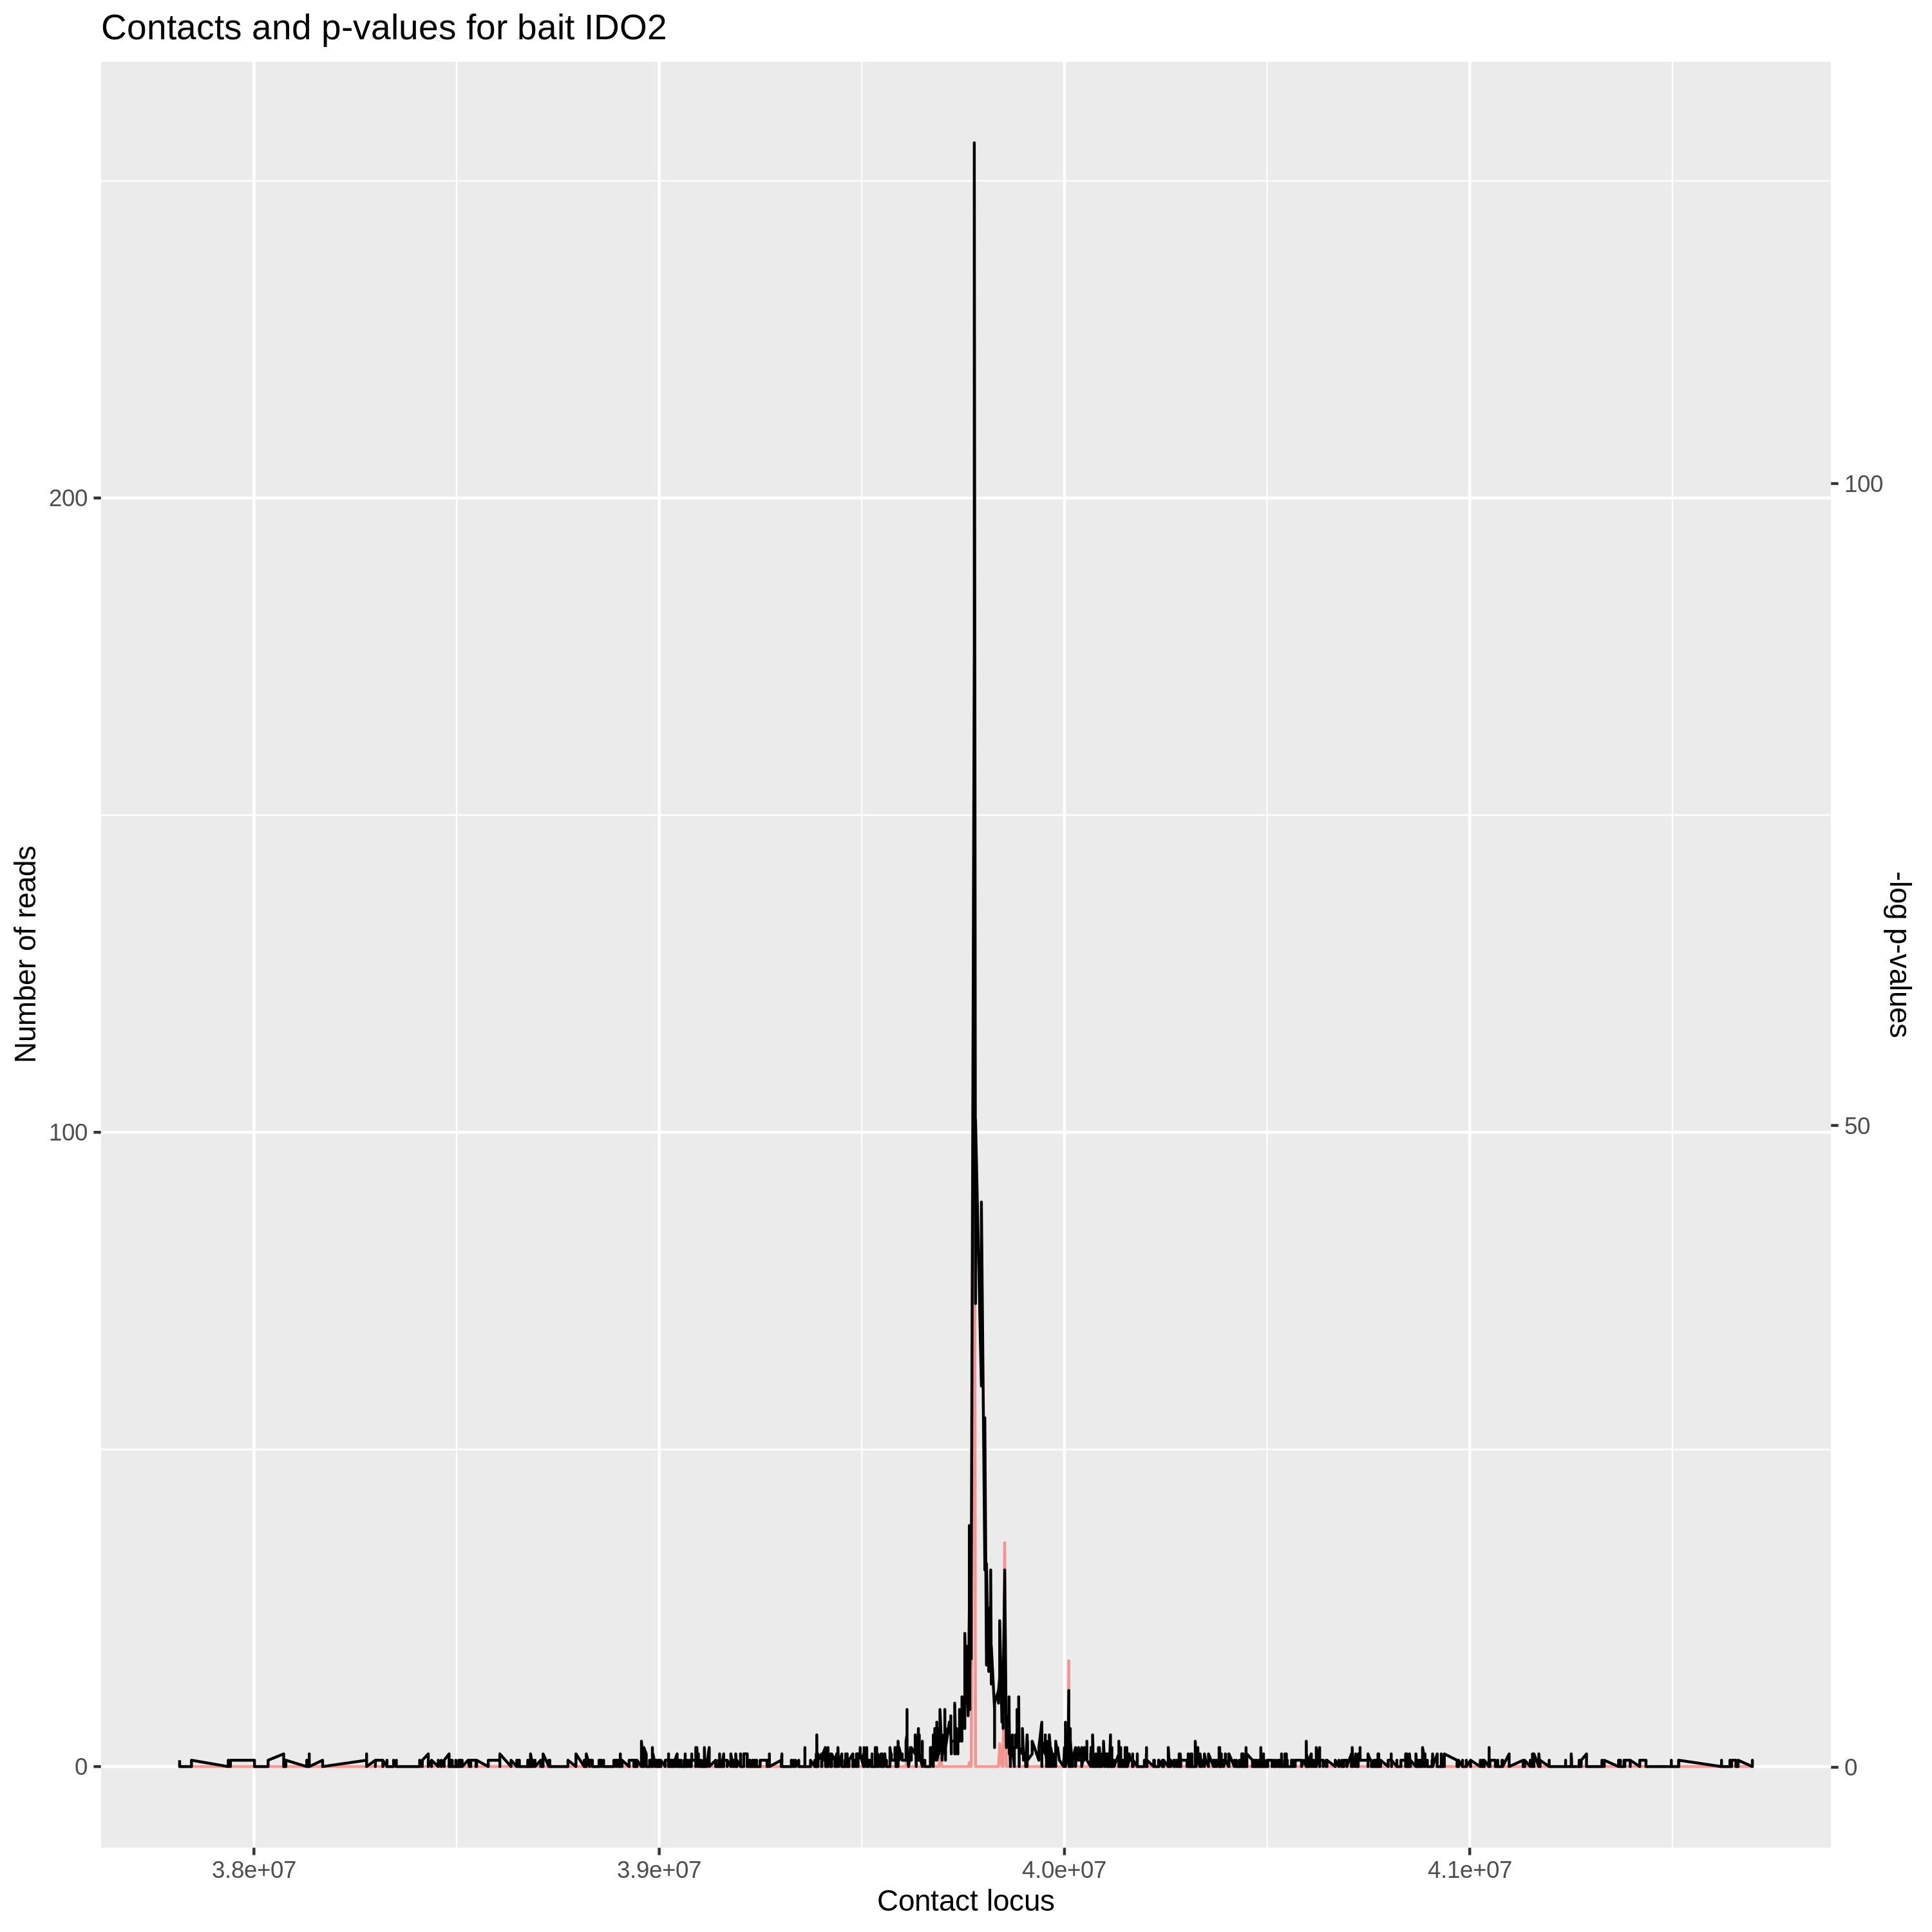 Contacts and p-values for bait IDO2
200
100
0
Number of reads
100
50
0
-log p-values
3.8e+07
3.9e+07
4.0e+07
4.1e+07
Contact locus